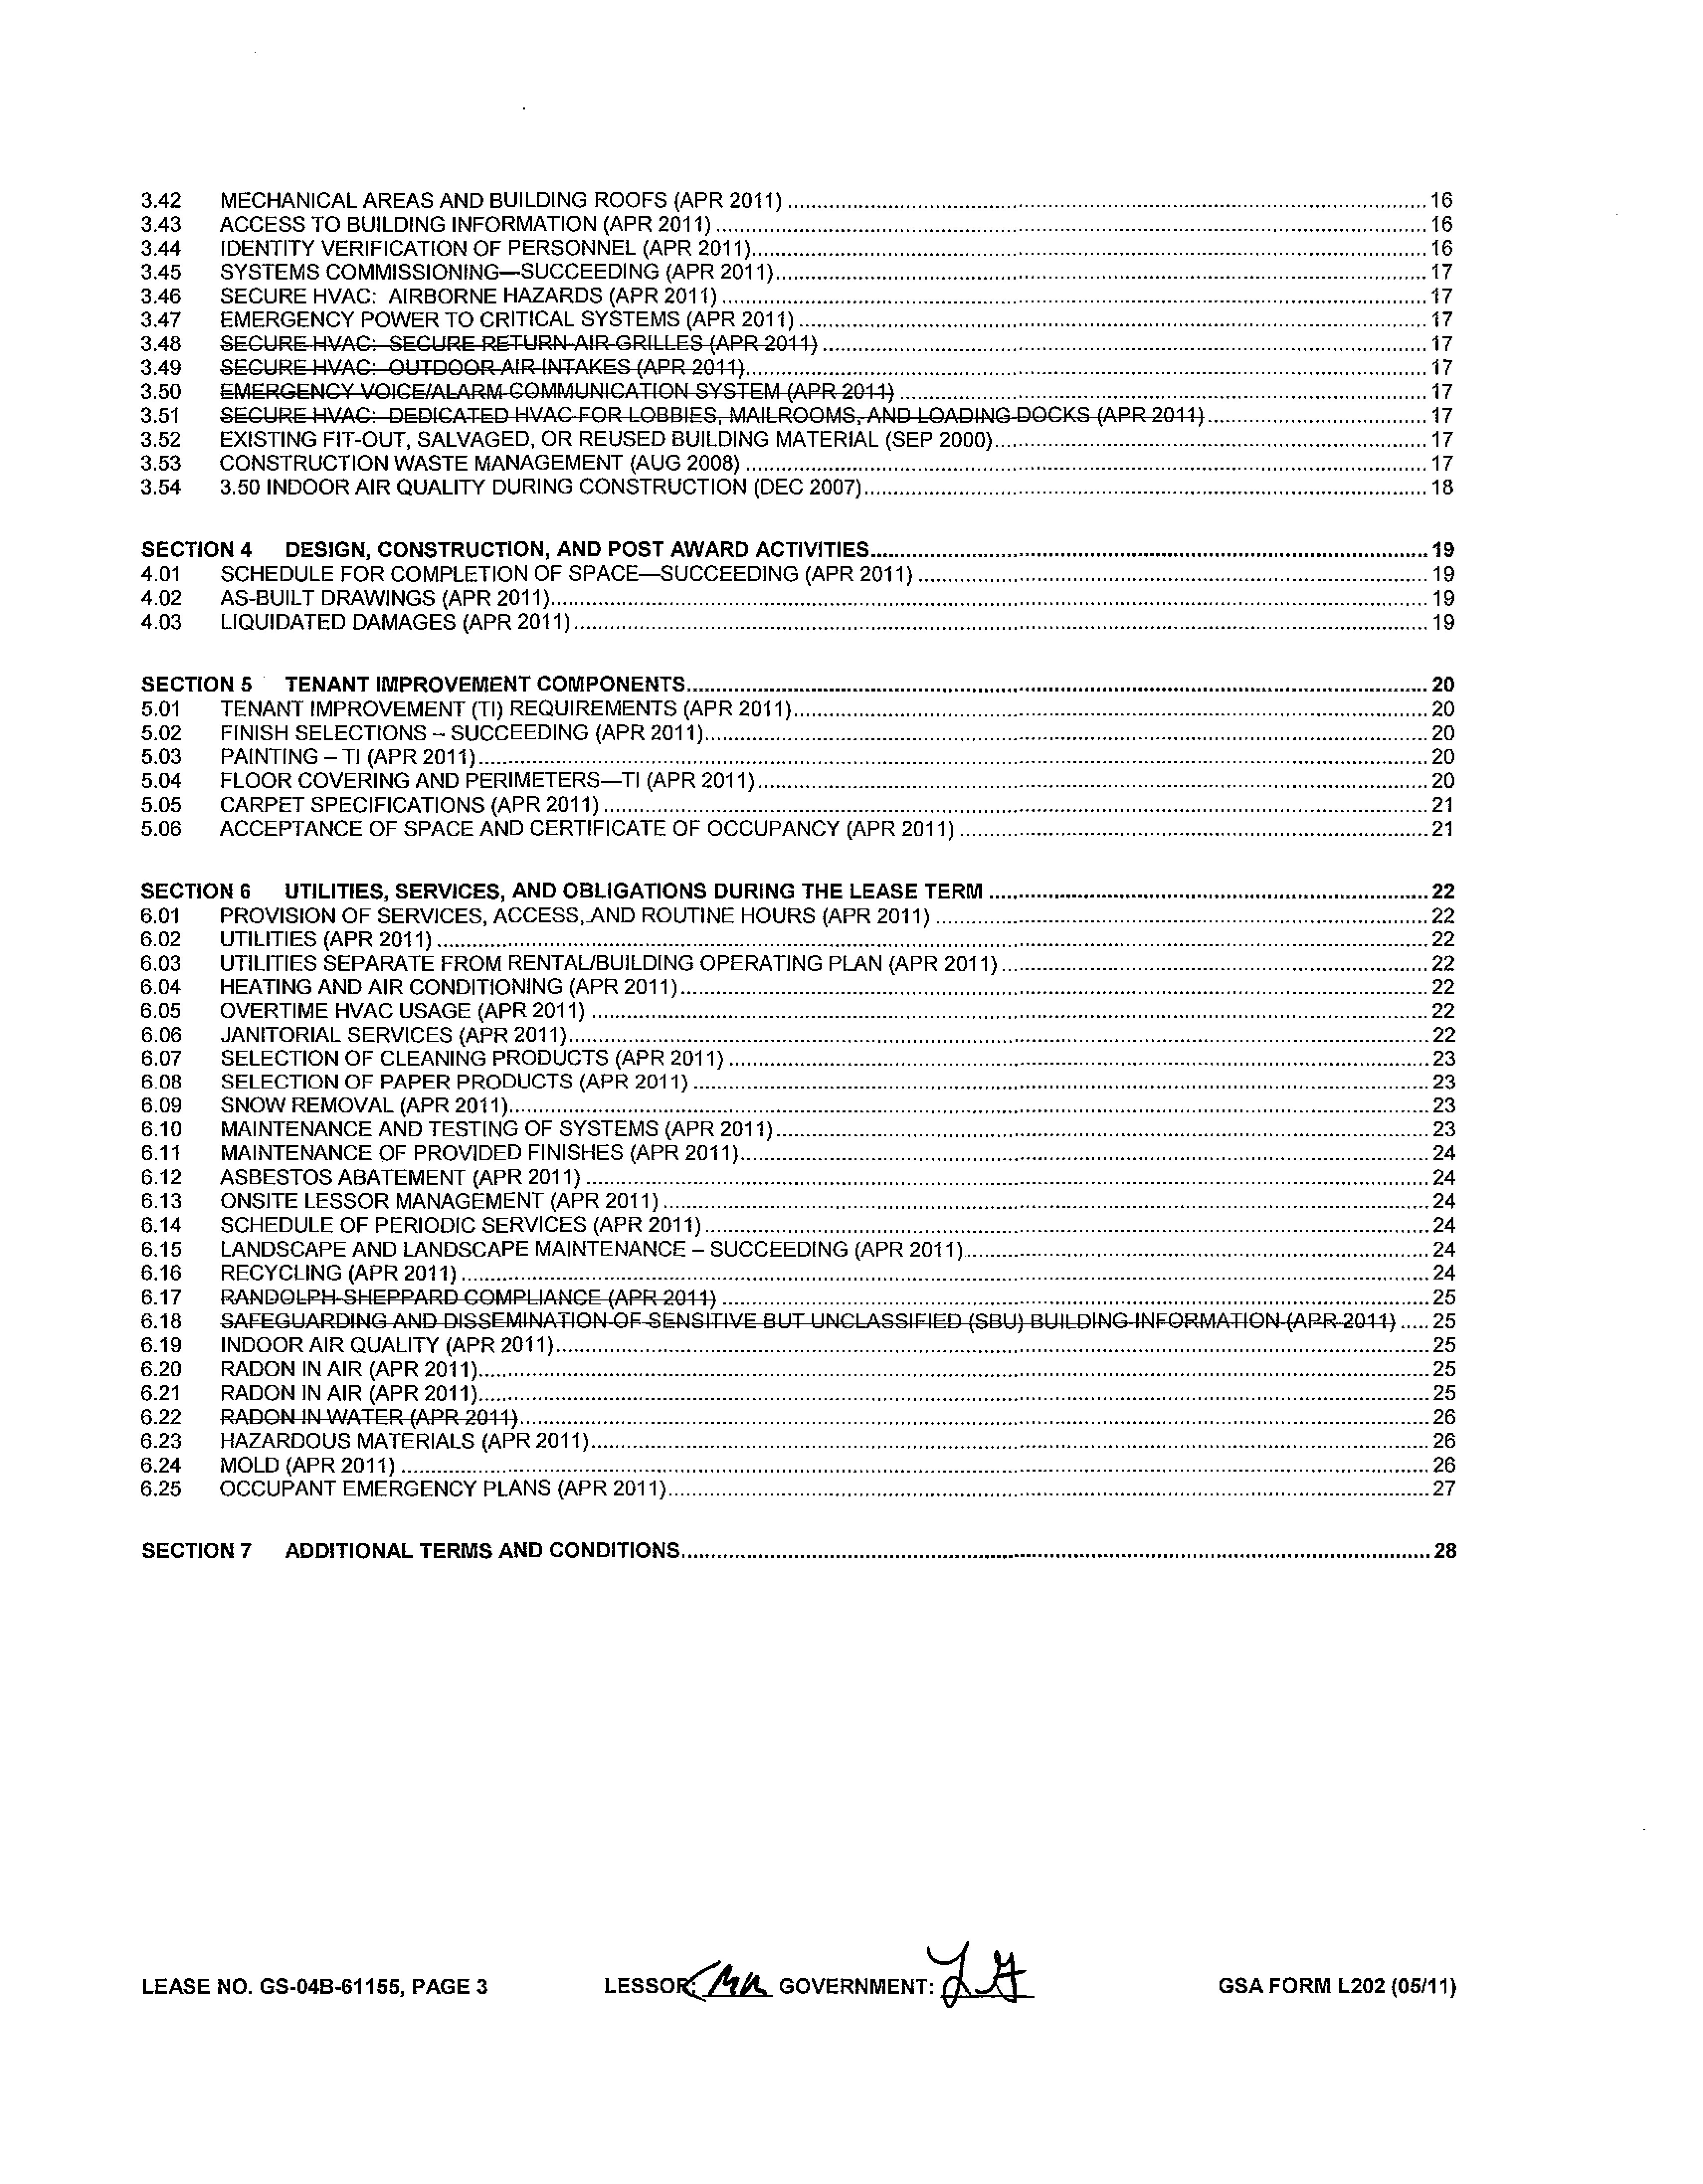 3.42 MECHANICAL AREAS AND BUILDING ROOFS (APR 2011) 16
3.43 ACCESS TO BUILDING INFORMATION (APR 2011) 16
3.44 IDENTITY VERIFICATION OF PERSONNEL (APR 2011) 16
3.45 SYSTEMS COMMISSIONING—SUCCEEDING (APR 2011) 17
3.46 SECURE HVAC: AIRBORNE HAZARDS (APR 2011) 17
3.47 EMERGENCY POWER TO CRITICAL SYSTEMS (APR 2011) 17
3.48 SECURE HVAC: SECURE RETURN-AIR GRILLES (APR 2011) 17
3.49 SECURE HVAC: OUTDOOR AIR INTAKES (APR 2011) 17
3.50 EMERGENCY VOICE/ALARM COMMUNICATION SYSTEM (APR 2011) 17
3.51 SECURE HVAC: DEDICATED HVAC FOR LOBBIES, MAILROOMS, AND LOADING DOCKS (APR 2011) 17
3.52 EXISTING FIT-OUT, SALVAGED, OR REUSED BUILDING MATERIAL (SEP 2000) 17
3.53 CONSTRUCTION WASTE MANAGEMENT (AUG 2008) 17
3.54 3.50 INDOOR AIR QUALITY DURING CONSTRUCTION (DEC 2007) 18
SECTION 4 DESIGN, CONSTRUCTION, AND POST AWARD ACTIVITIES 19
4.01 SCHEDULE FOR COMPLETION OF SPACE—SUCCEEDING (APR 2011) 19
4.02 AS-BUILT DRAWINGS (APR 2011) 19
4.03 LIQUIDATED DAMAGES (APR 2011) 19
SECTION 5 TENANT IMPROVEMENT COMPONENTS 20
5.01 TENANT IMPROVEMENT (TI) REQUIREMENTS (APR 2011) 20
5.02 FINISH SELECTIONS – SUCCEEDING (APR 2011) 20
5.03 PAINTING – TI (APR 2011) 20
5.04 FLOOR COVERING AND PERIMETERS—TI (APR 2011) 20
5.05 CARPET SPECIFICATIONS (APR 2011) 21
5.06 ACCEPTANCE OF SPACE AND CERTIFICATE OF OCCUPANCY (APR 2011) 21
SECTION 6 UTILITIES, SERVICES, AND OBLIGATIONS DURING THE LEASE TERM 22
6.01 PROVISION OF SERVICES, ACCESS, AND ROUTINE HOURS (APR 2011) 22
6.02 UTILITIES (APR 2011) 22
6.03 UTILITIES SEPARATE FROM RENTAL/BUILDING OPERATING PLAN (APR 2011) 22
6.04 HEATING AND AIR CONDITIONING (APR 2011) 22
6.05 OVERTIME HVAC USAGE (APR 2011) 22
6.06 JANITORIAL SERVICES (APR 2011) 22
6.07 SELECTION OF CLEANING PRODUCTS (APR 2011) 23
6.08 SELECTION OF PAPER PRODUCTS (APR 2011) 23
6.09 SNOW REMOVAL (APR 2011) 23
6.10 MAINTENANCE AND TESTING OF SYSTEMS (APR 2011) 23
6.11 MAINTENANCE OF PROVIDED FINISHES (APR 2011) 24
6.12 ASBESTOS ABATEMENT (APR 2011) 24
6.13 ONSITE LESSOR MANAGEMENT (APR 2011) 24
6.14 SCHEDULE OF PERIODIC SERVICES (APR 2011) 24
6.15 LANDSCAPE AND LANDSCAPE MAINTENANCE – SUCCEEDING (APR 2011) 24
6.16 RECYCLING (APR 2011) 24
6.17 RANDOLPH-SHEPPARD COMPLIANCE (APR 2011) 25
6.18 SAFEGUARDING AND DISSEMINATION OF SENSITIVE BUT UNCLASSIFIED (SBU) BUILDING INFORMATION (APR 2011) 25
6.19 INDOOR AIR QUALITY (APR 2011) 25
6.20 RADON IN AIR (APR 2011) 25
6.21 RADON IN AIR (APR 2011) 25
6.22 RADON IN WATER (APR 2011) 26
6.23 HAZARDOUS MATERIALS (APR 2011) 26
6.24 MOLD (APR 2011) 26
6.25 OCCUPANT EMERGENCY PLANS (APR 2011) 27
SECTION 7 ADDITIONAL TERMS AND CONDITIONS 28
LEASE NO. GS-04B-61155, PAGE 3 LESSOR: GOVERNMENT: GSA FORM L202 (05/11)